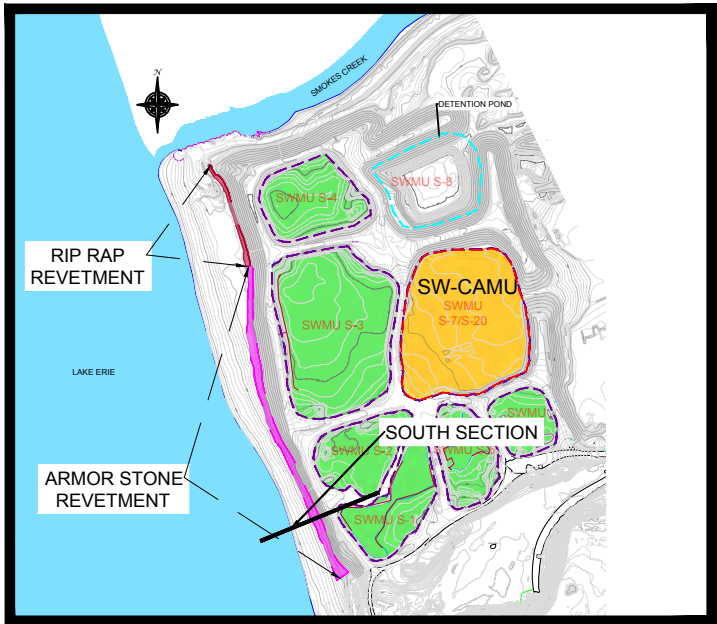 N
SMOKES CREEK
DETENTION POND
SWMU S-8
SWMU S-4
RIP RAP
REVETMENT
SW-CAMU
SWMU
S-7/S-20
SWMU S-3
LAKE ERIE
SWMU
SOUTH SECTION
SWMU S-2
ARMOR STONE
REVETMENT
SWMU S-1